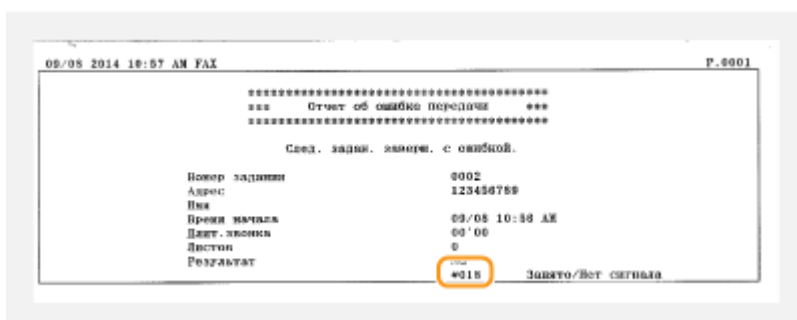 09/08 2014 10:57 AM FAX P.0001
****************************************
*** Отчет об ошибке передачи ***
****************************************
След. задан. заверш. с ошибкой.
Номер задания 0002
Адрес 123456789
Имя
Время начала 09/08 10:56 AM
Длит. звонка 00'00
Листов 0
Результат
#018 Занято/Нет сигнала